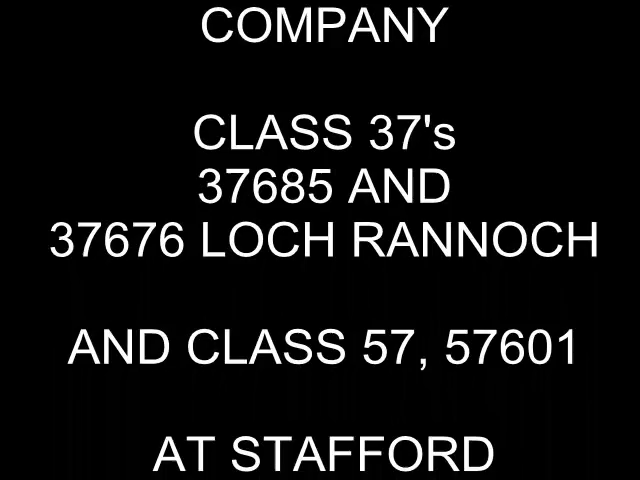 COMPANY
CLASS 37's
37685 AND
37676 LOCH RANNOCH
AND CLASS 57, 57601
AT STAFFORD